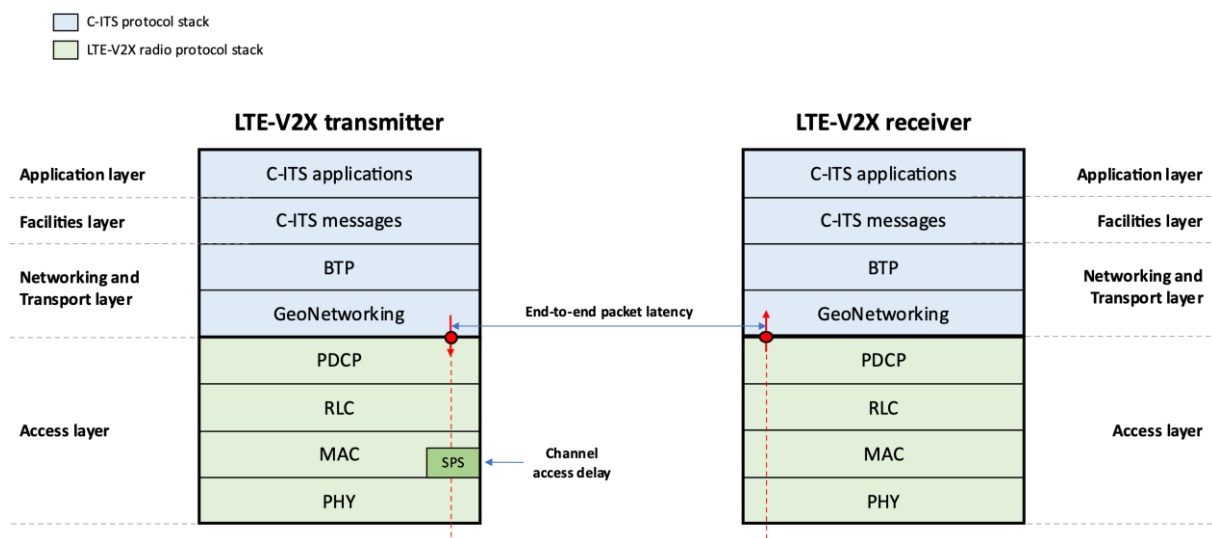 C-ITS protocol stack
LTE-V2X radio protocol stack
LTE-V2X transmitter
LTE-V2X receiver
Application layer
C-ITS applications
C-ITS applications
Application layer
Facilities layer
C-ITS messages
C-ITS messages
Facilities layer
Networking and
Transport layer
BTP
GeoNetworking
End-to-end packet latency
BTP
GeoNetworking
Networking and
Transport layer
Access layer
PDCP
RLC
MAC
SPS
PHY
Channel
access delay
PDCP
RLC
MAC
PHY
Access layer